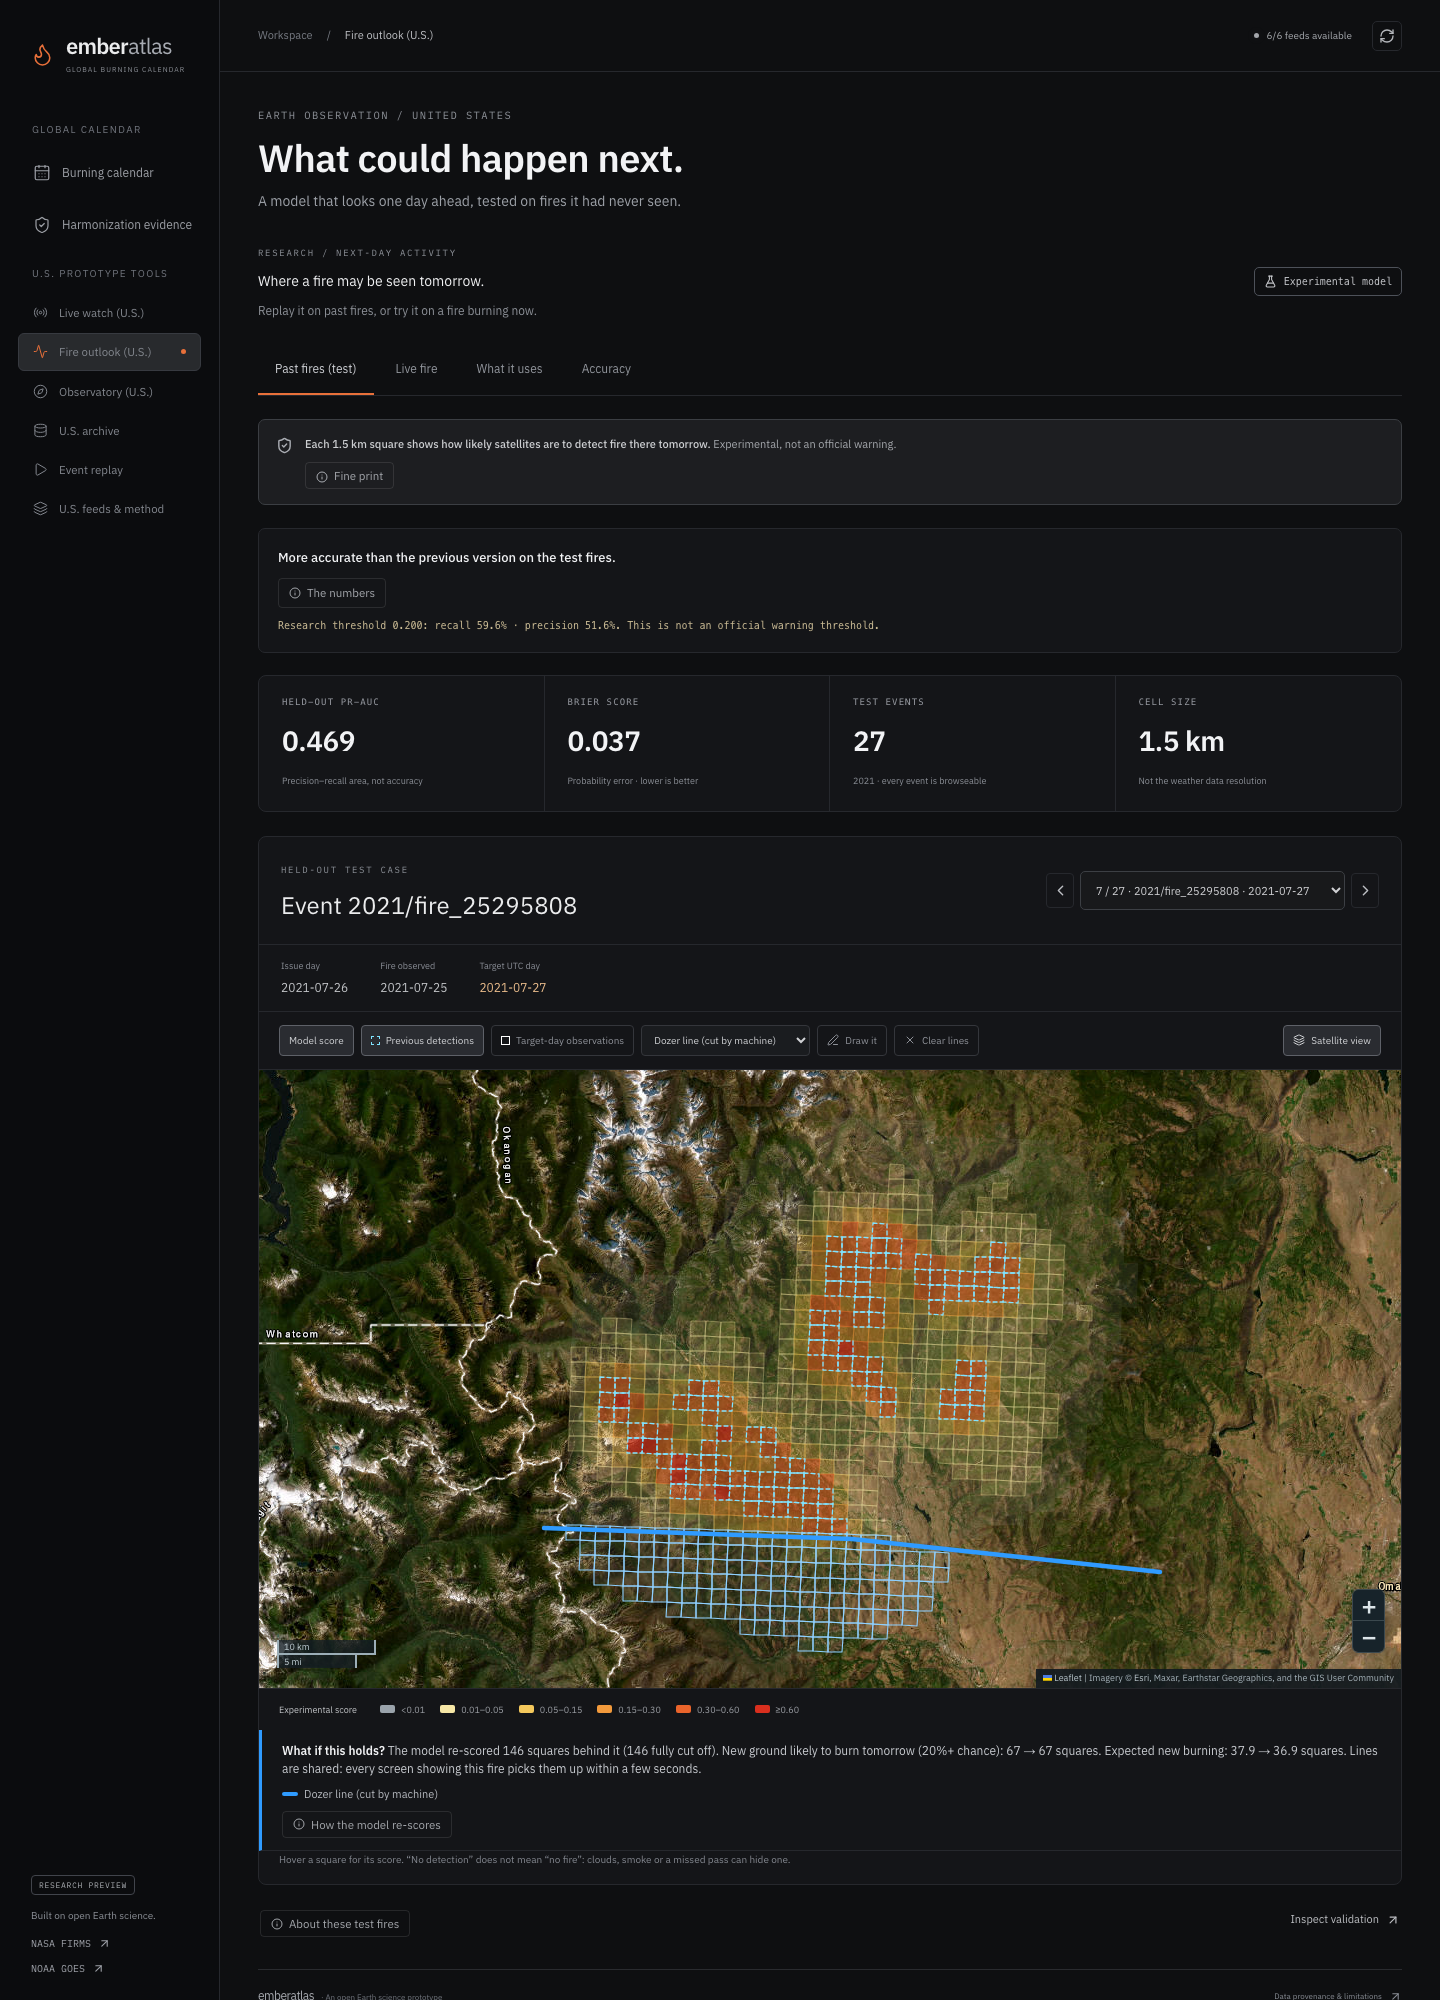 emberatlas
GLOBAL BURNING CALENDAR
GLOBAL CALENDAR
Burning calendar
Harmonization evidence
U.S. PROTOTYPE TOOLS
Live watch (U.S.)
Fire outlook (U.S.)
Observatory (U.S.)
U.S. archive
Event replay
U.S. feeds & method
RESEARCH PREVIEW
Built on open Earth science.
NASA FIRMS
NOAA GOES
Workspace / Fire outlook (U.S.)
6/6 feeds available
EARTH OBSERVATION / UNITED STATES
What could happen next.
A model that looks one day ahead, tested on fires it had never seen.
RESEARCH / NEXT-DAY ACTIVITY
Where a fire may be seen tomorrow.
Replay it on past fires, or try it on a fire burning now.
Experimental model
Past fires (test) Live fire What it uses Accuracy
Each 1.5 km square shows how likely satellites are to detect fire there tomorrow. Experimental, not an official warning.
Fine print
More accurate than the previous version on the test fires.
The numbers
Research threshold 0.200: recall 59.6% · precision 51.6%. This is not an official warning threshold.
HELD-OUT PR-AUC
0.469
Precision–recall area, not accuracy
BRIER SCORE
0.037
Probability error · lower is better
TEST EVENTS
27
2021 · every event is browseable
CELL SIZE
1.5 km
Not the weather data resolution
HELD-OUT TEST CASE
Event 2021/fire_25295808
7 / 27 · 2021/fire_25295808 · 2021-07-27
Issue day
2021-07-26
Fire observed
2021-07-25
Target UTC day
2021-07-27
Model score Previous detections Target-day observations Dozer line (cut by machine) Draw it Clear lines Satellite view
Okanogan
Whatcom
Oma
+
−
10 km
5 mi
Leaflet | Imagery © Esri, Maxar, Earthstar Geographics, and the GIS User Community
Experimental score <0.01 0.01–0.05 0.05–0.15 0.15–0.30 0.30–0.60 ≥0.60
What if this holds? The model re-scored 146 squares behind it (146 fully cut off). New ground likely to burn tomorrow (20%+ chance): 67 → 67 squares. Expected new burning: 37.9 → 36.9 squares. Lines
are shared: every screen showing this fire picks them up within a few seconds.
Dozer line (cut by machine)
How the model re-scores
Hover a square for its score. “No detection” does not mean “no fire”: clouds, smoke or a missed pass can hide one.
About these test fires
Inspect validation
emberatlas · An open Earth science prototype
Data provenance & limitations